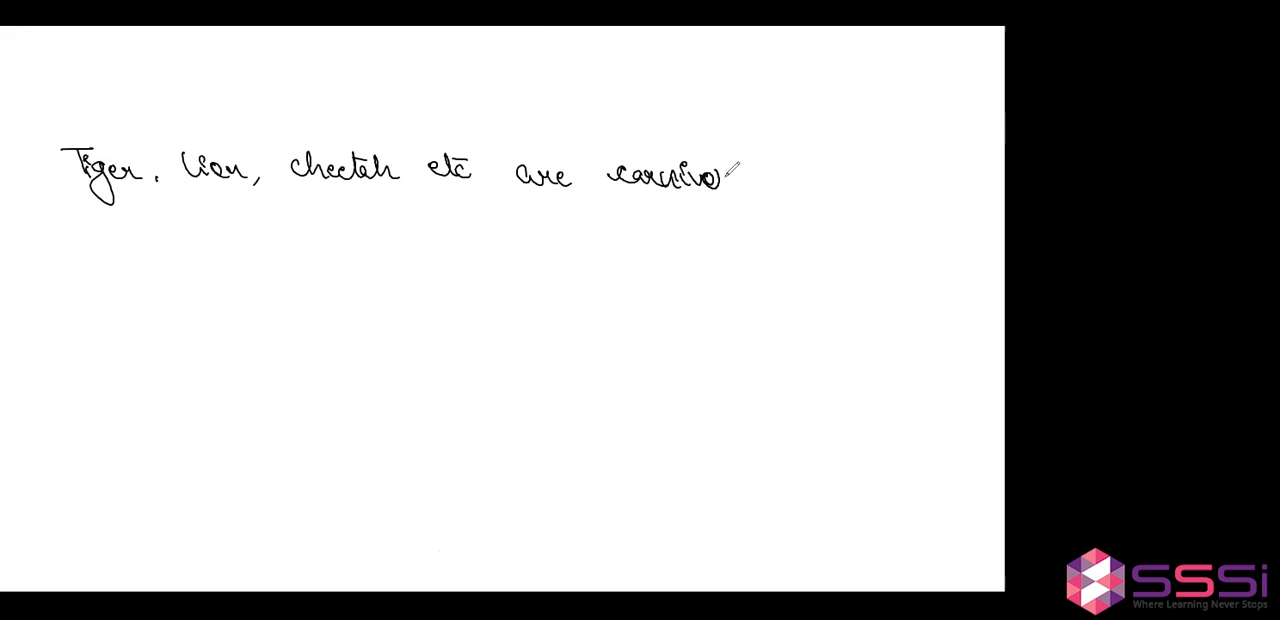 Tiger, lion, cheetah etc are carnivo
SSSi
Where Learning Never Stops